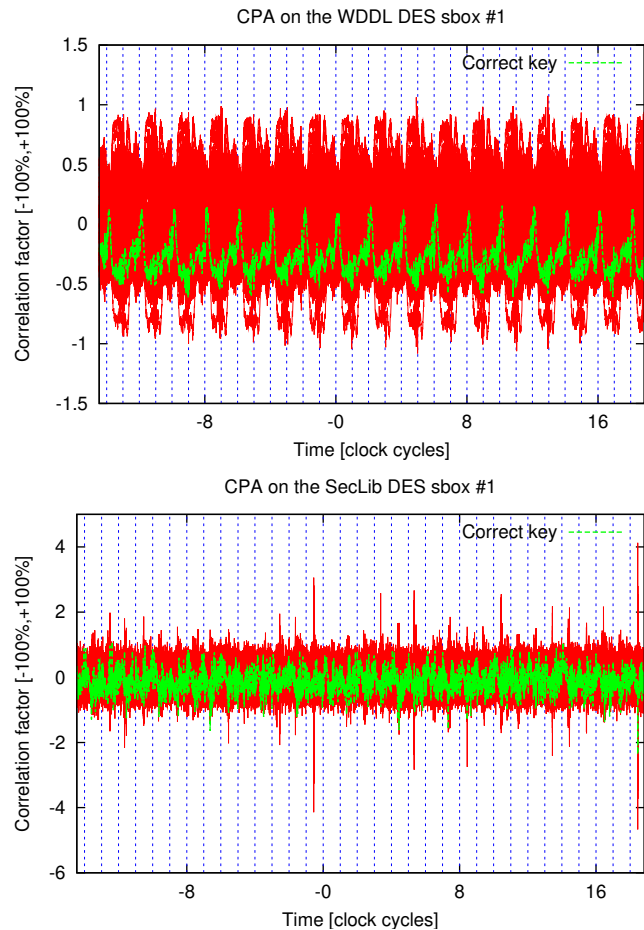 CPA on the WDDL DES sbox #1
Correlation factor [-100%,+100%]
1.5
1
0.5
0
-0.5
-1
-1.5
Correct key
-8
-0
8
16
Time [clock cycles]
CPA on the SecLib DES sbox #1
Correlation factor [-100%,+100%]
4
2
0
-2
-4
-6
Correct key
-8
-0
8
16
Time [clock cycles]